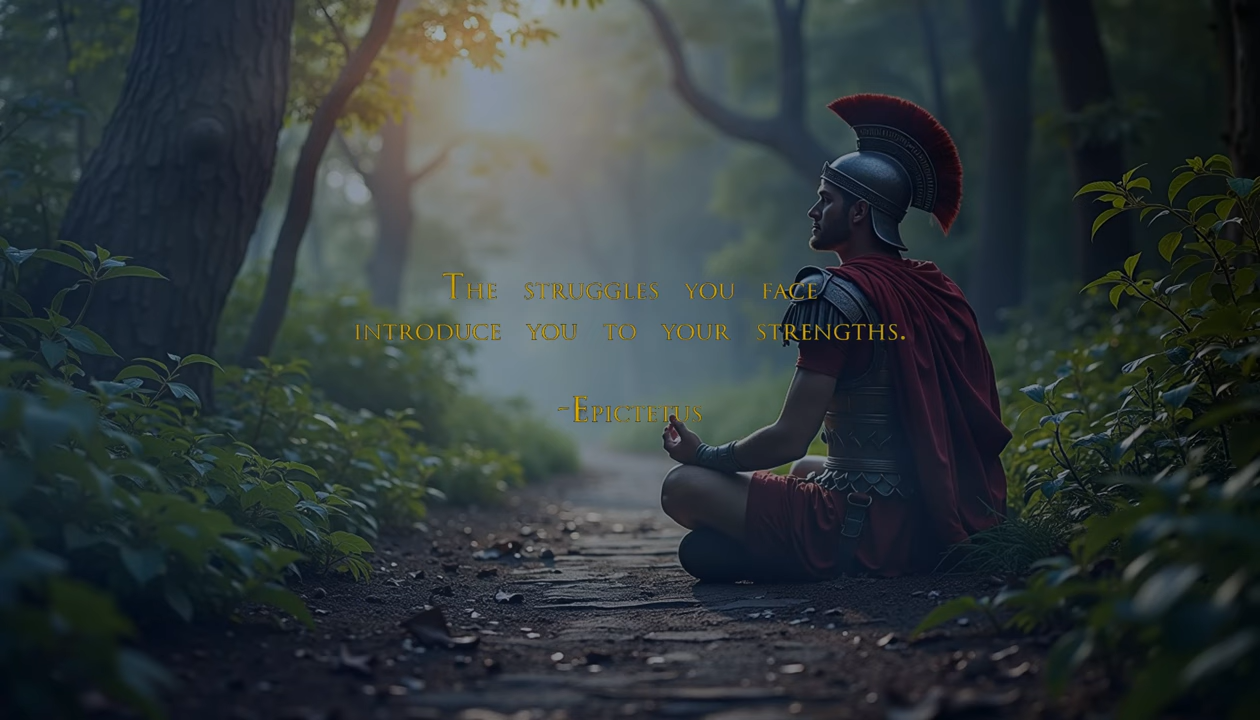 The struggles you face
introduce you to your strengths.
~Epictetus